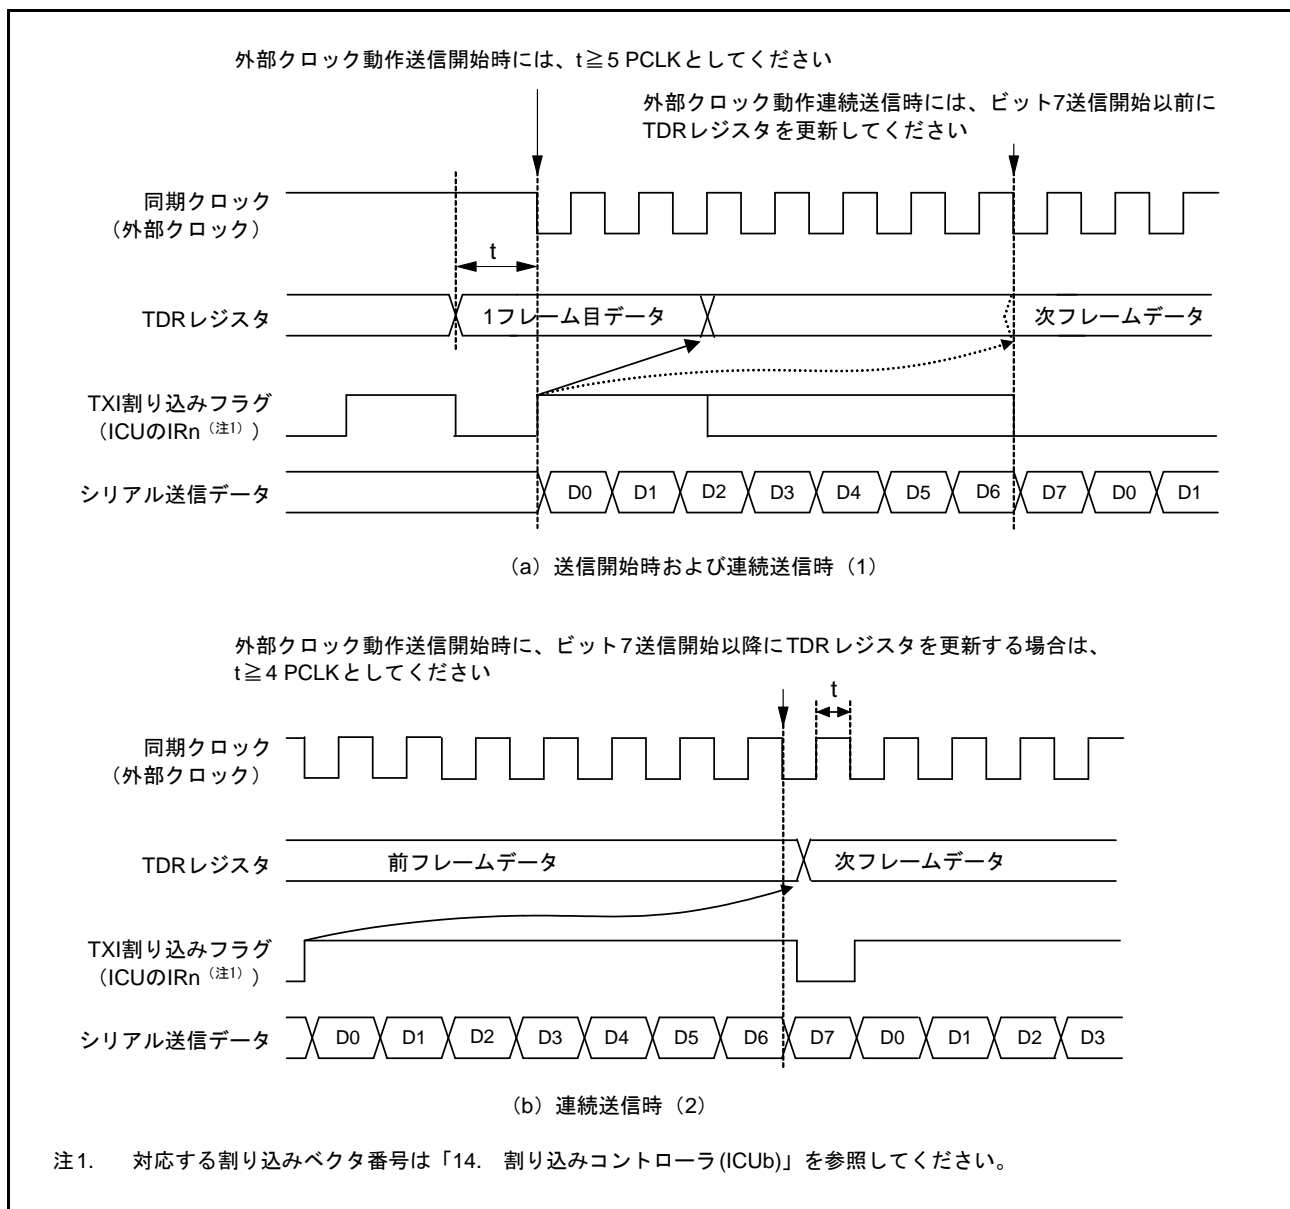 外部クロック動作送信開始時には、t≧5 PCLKとしてください
外部クロック動作連続送信時には、ビット7送信開始以前に
TDRレジスタを更新してください
同期クロック
（外部クロック）
t
TDRレジスタ
1フレーム目データ
次フレームデータ
TXI割り込みフラグ
（ICUのIRn（注1））
シリアル送信データ
D0 D1 D2 D3 D4 D5 D6 D7 D0 D1
（a）送信開始時および連続送信時（1）
外部クロック動作送信開始時に、ビット7送信開始以降にTDRレジスタを更新する場合は、
t≧4 PCLKとしてください
t
同期クロック
（外部クロック）
TDRレジスタ
前フレームデータ
次フレームデータ
TXI割り込みフラグ
（ICUのIRn（注1））
シリアル送信データ
D0 D1 D2 D3 D4 D5 D6 D7 D0 D1 D2 D3
（b）連続送信時（2）
注1. 対応する割り込みベクタ番号は「14. 割り込みコントローラ(ICUb)」を参照してください。